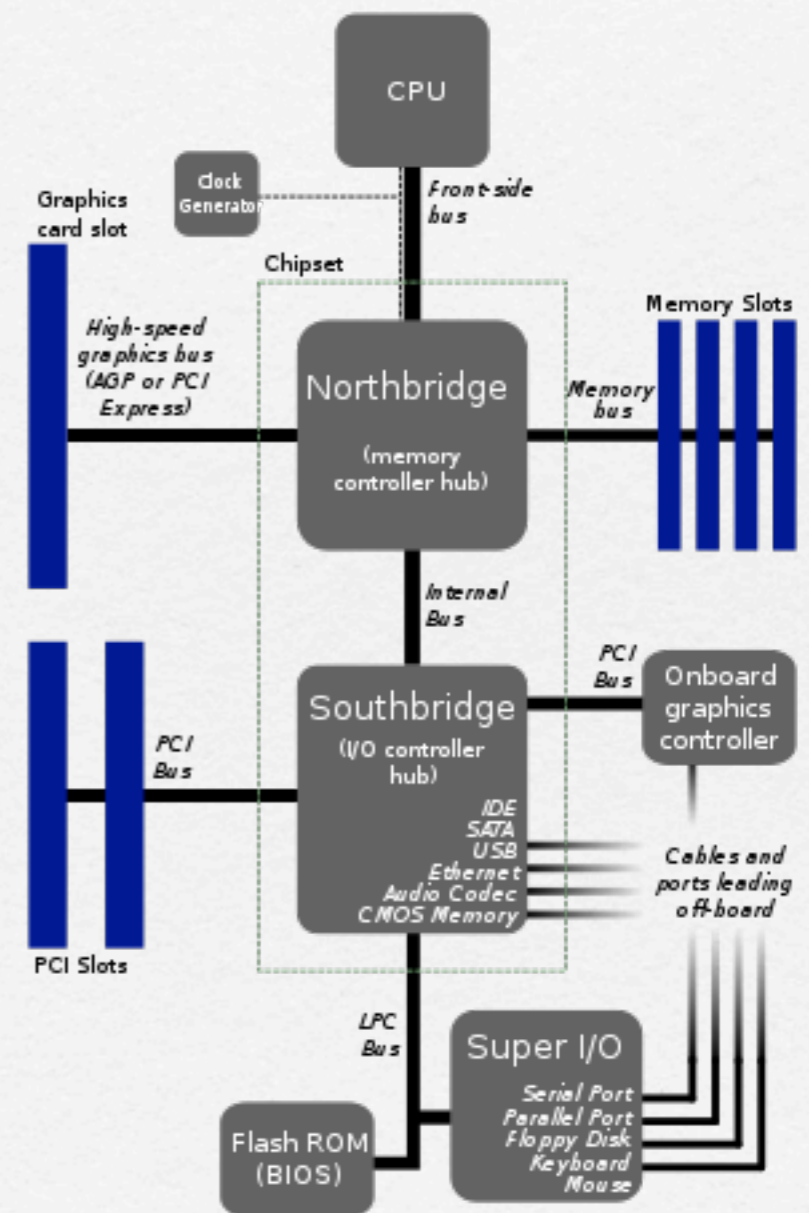 CPU
Clock
Generator
Front-side
bus
Graphics
card slot
Chipset
High-speed
graphics bus
(AGP or PCI
Express)
Northbridge
(memory
controller hub)
Memory Slots
Memory
bus
Internal
Bus
PCI
Bus
Onboard
graphics
controller
Southbridge
(I/O controller
hub)
IDE
SATA
USB
Ethernet
Audio Codec
CMOS Memory
PCI
Bus
Cables and
ports leading
off-board
PCI Slots
LPC
Bus
Super I/O
Serial Port
Parallel Port
Floppy Disk
Keyboard
Mouse
Flash ROM
(BIOS)